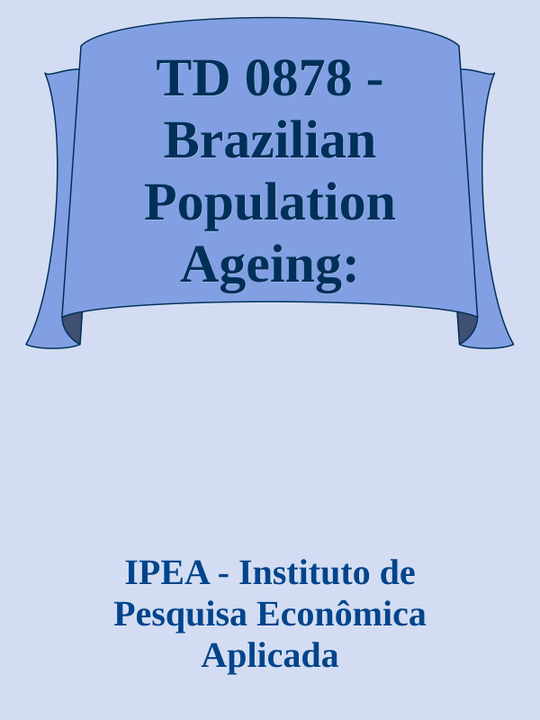 TD 0878 -
Brazilian
Population
Ageing:
IPEA - Instituto de
Pesquisa Econômica
Aplicada